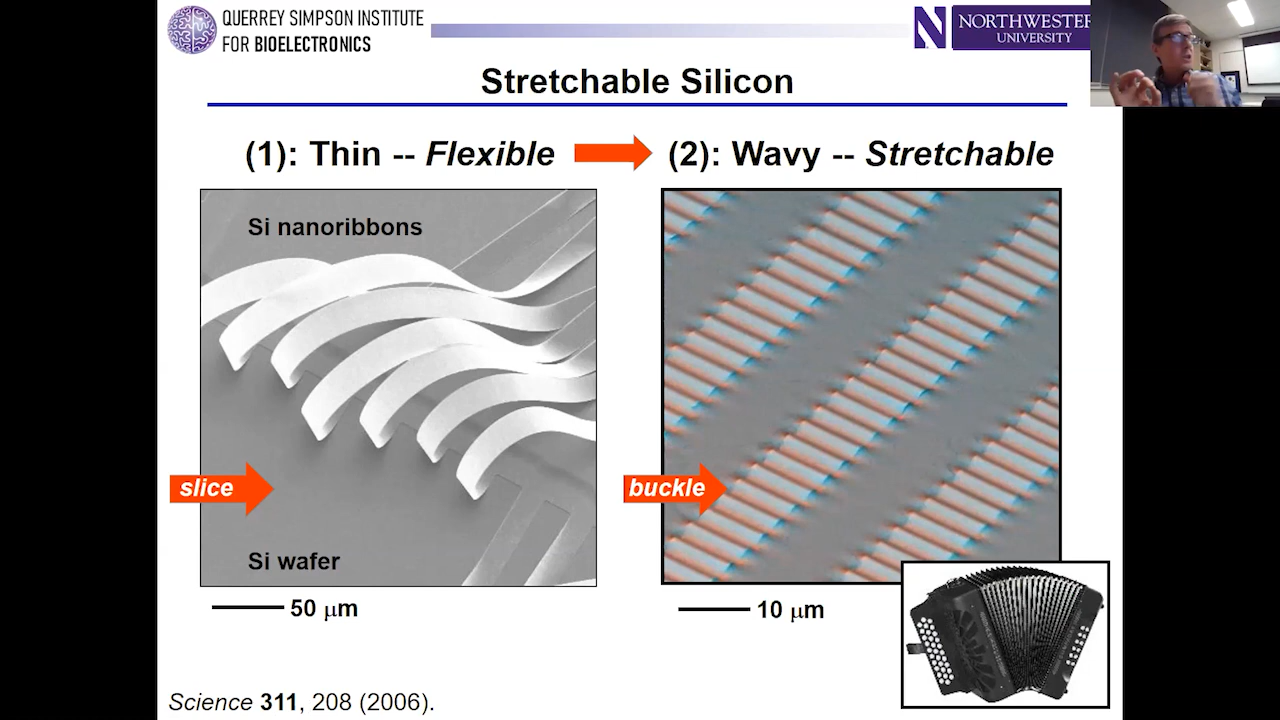 QUERREY SIMPSON INSTITUTE
FOR BIOELECTRONICS
NORTHWESTER
UNIVERSITY
Stretchable Silicon
(1): Thin -- Flexible
(2): Wavy -- Stretchable
Si nanoribbons
slice
Si wafer
50 μm
buckle
10 μm
Science 311, 208 (2006).